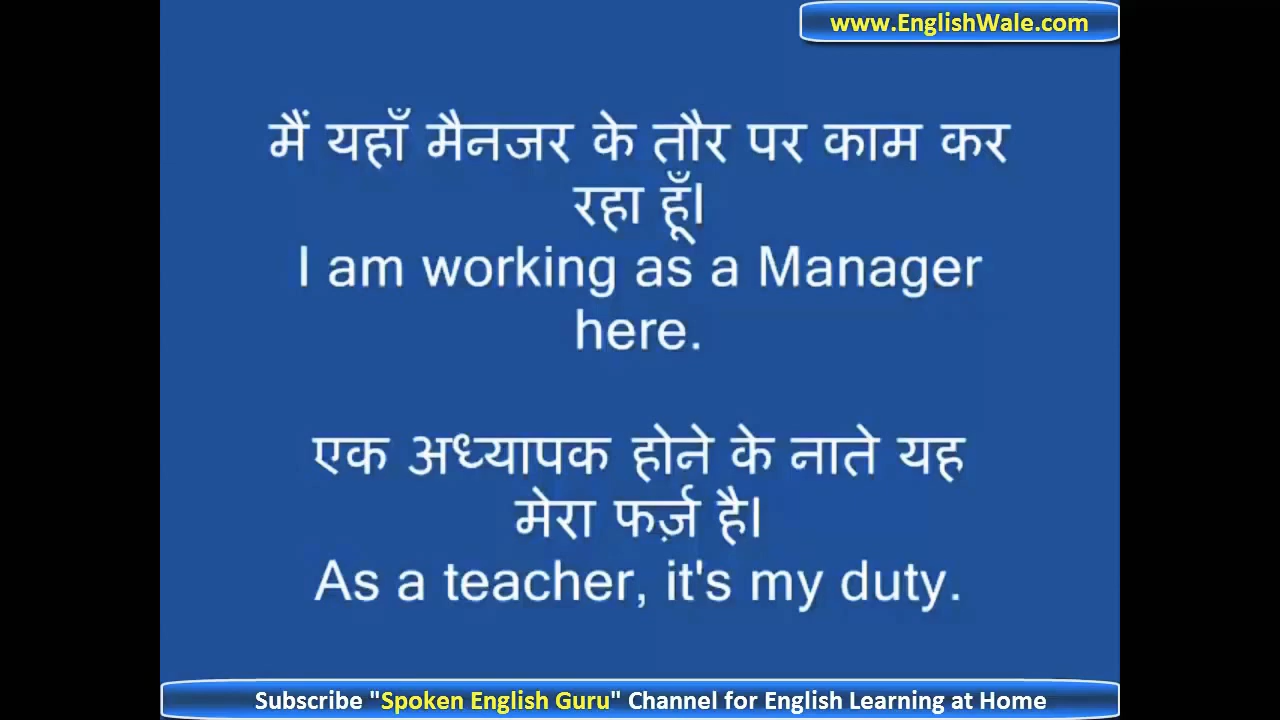 www.EnglishWale.com
मैं यहाँ मैनजर के तौर पर काम कर
रहा हूँ।
I am working as a Manager
here.
एक अध्यापक होने के नाते यह
मेरा फर्ज़ है।
As a teacher, it's my duty.
Subscribe "Spoken English Guru" Channel for English Learning at Home